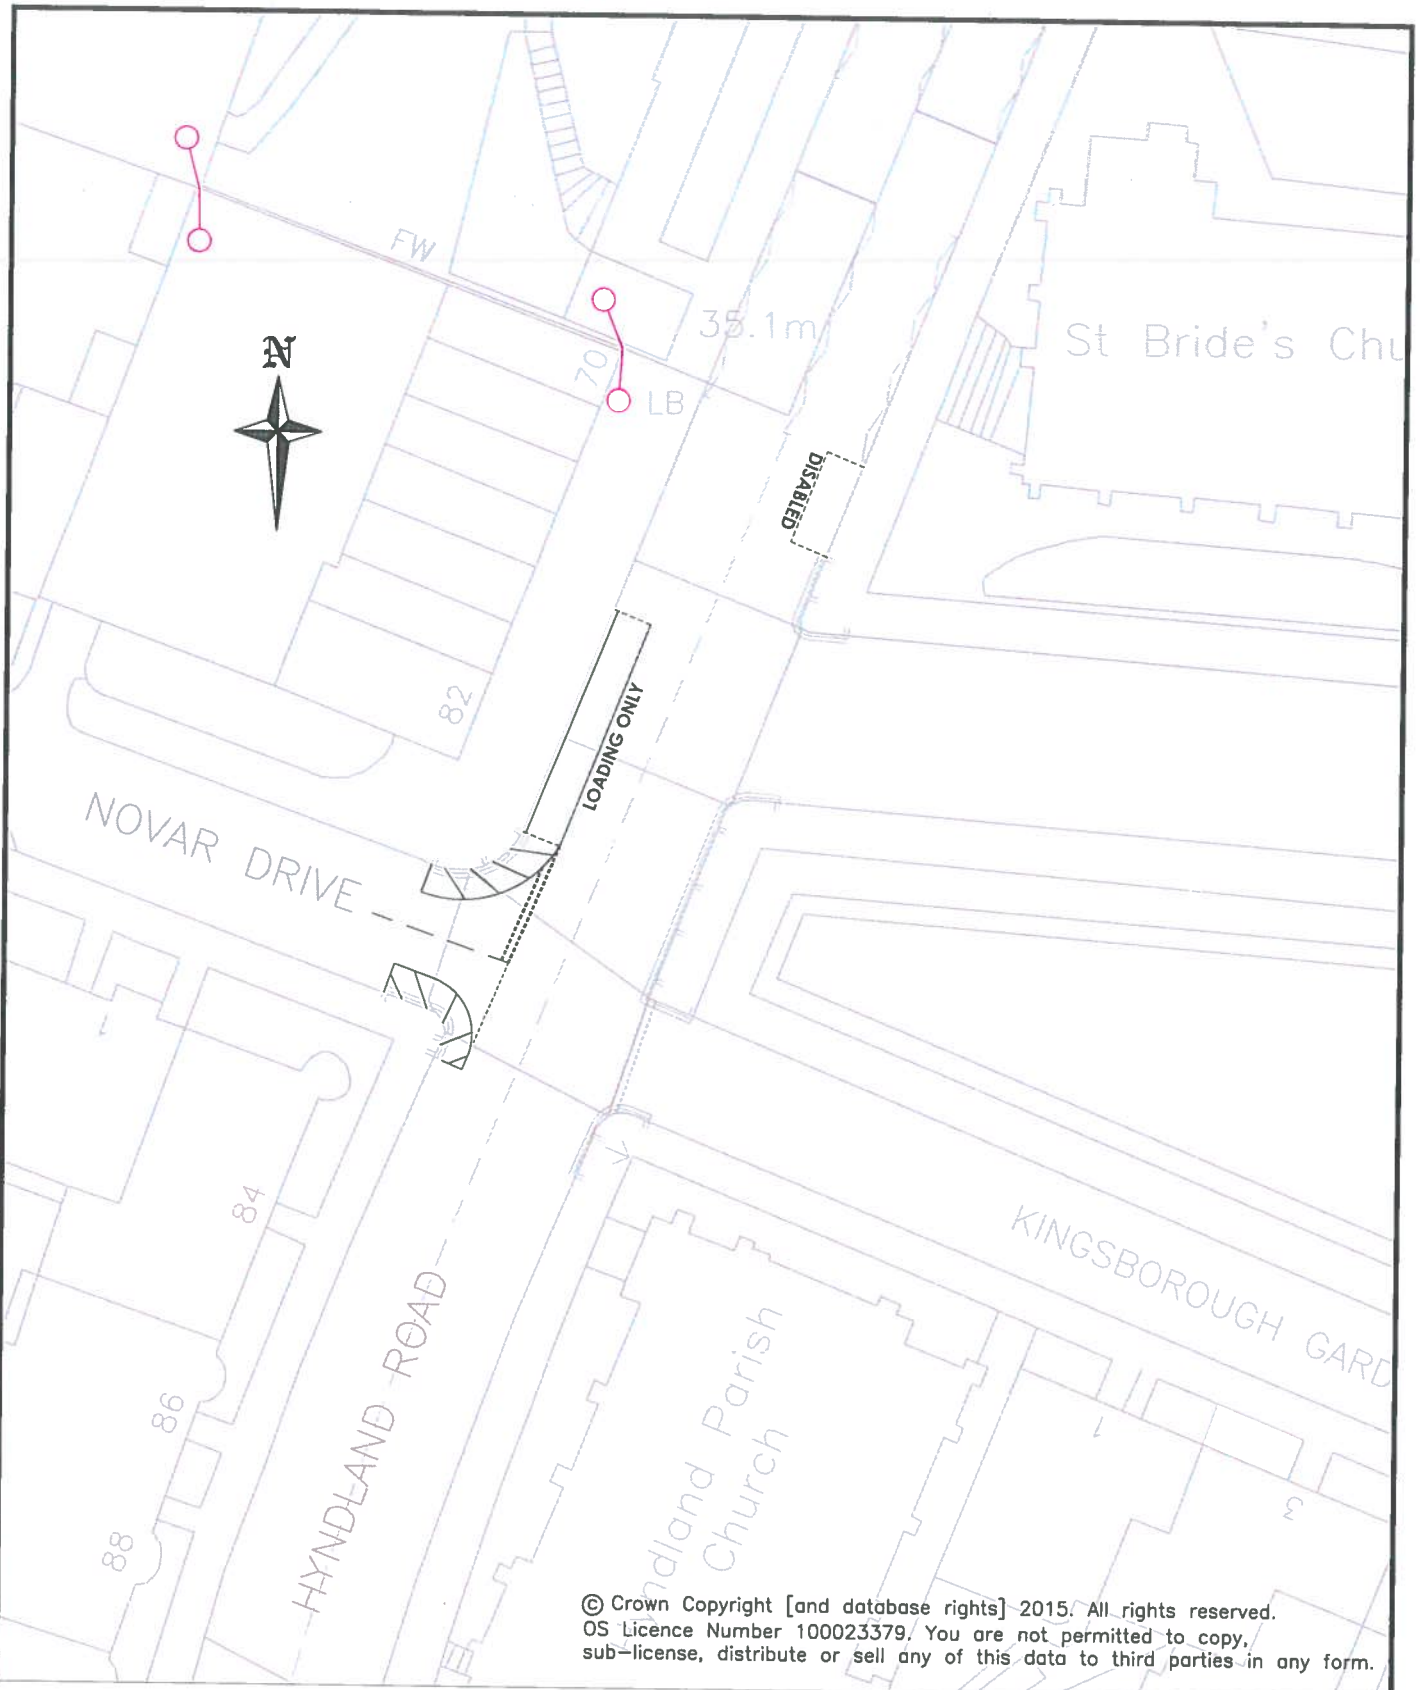 FW
N
35.1m
St Bride's Chu
70
LB
DISABLED
82
LOADING ONLY
NOVAR DRIVE
1
84
KINGSBOROUGH GARD
HYNDLAND ROAD
86
yndland Parish
Church
1
3
88
© Crown Copyright [and database rights] 2015. All rights reserved.
OS Licence Number 100023379. You are not permitted to copy,
sub-license, distribute or sell any of this data to third parties in any form.